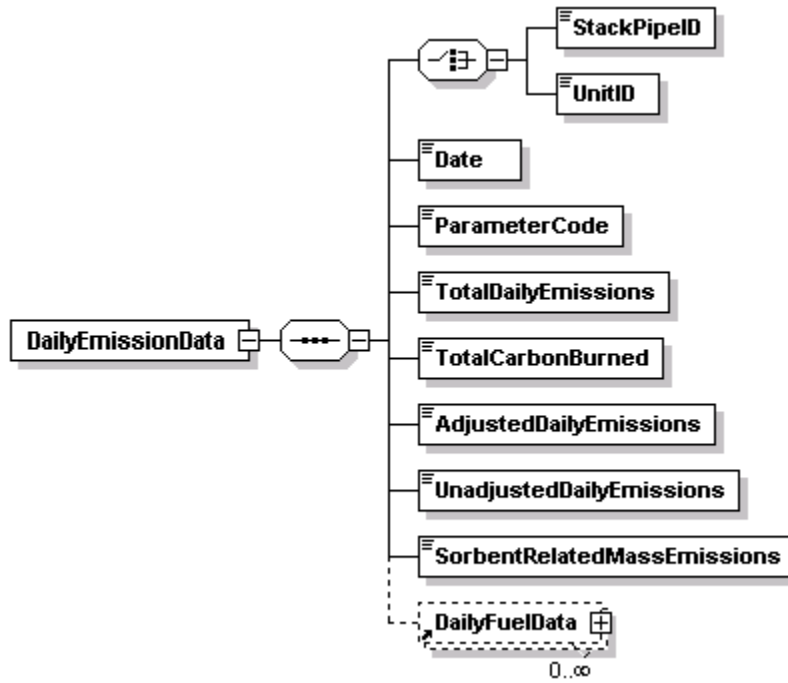 StackPipeID
UnitID
Date
ParameterCode
TotalDailyEmissions
DailyEmissionData
TotalCarbonBurned
AdjustedDailyEmissions
UnadjustedDailyEmissions
SorbentRelatedMassEmissions
DailyFuelData
0..∞